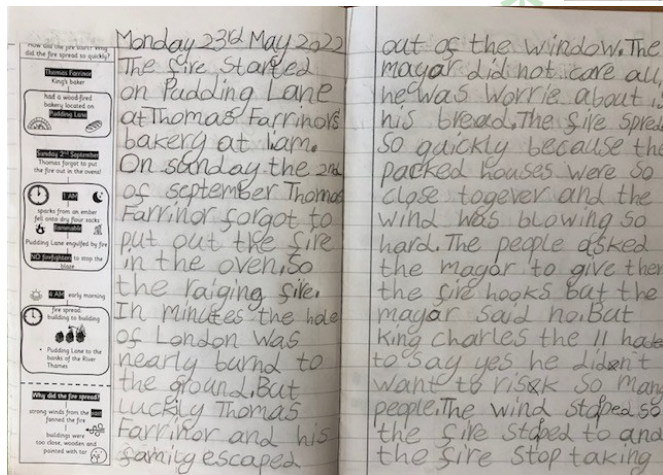 How did the fire start? Why
did the fire spread so quickly?
Thomas Farrinor
King's baker
had a wood-fired
bakery located on
Pudding Lane
Sunday 2nd September
Thomas forgot to put
the fire out in the ovens!
1 AM
sparks from an ember
fell onto dry flour sacks
flammable
Pudding Lane engulfed by fire
NO firefighters to stop the
blaze
4 AM early morning
fire spread
building to building
• Pudding Lane to the
banks of the River
Thames
Why did the fire spread?
strong winds from the east
fanned the fire
buildings were
too close, wooden and
painted with tar
Monday 23rd May 2022
The fire Started
on Pudding Lane
at Thomas Farrinors
bakery at 1am.
On sunday the 2nd
of september Thomas
Farrinor forgot to
put out the fire
in the oven.So
the raiging fire.
In minutes the hole
of London was
nearly burnd to
the ground.But
Luckily Thomas
Farrinor and his
family escaped
out of the window.The
mayor did not care all
he was worrie about i
his bread.The fire Spred
So quickly because the
packed houses were so
close togever and the
wind was blowing so
hard.The people asked
the mayor to give them
the fire hooks but the
mayor said no.But
king charles the II hade
to say yes he didn't
want to risk so many
people.The wind Stoped so
the fire Stoped to and
the fire stop taking